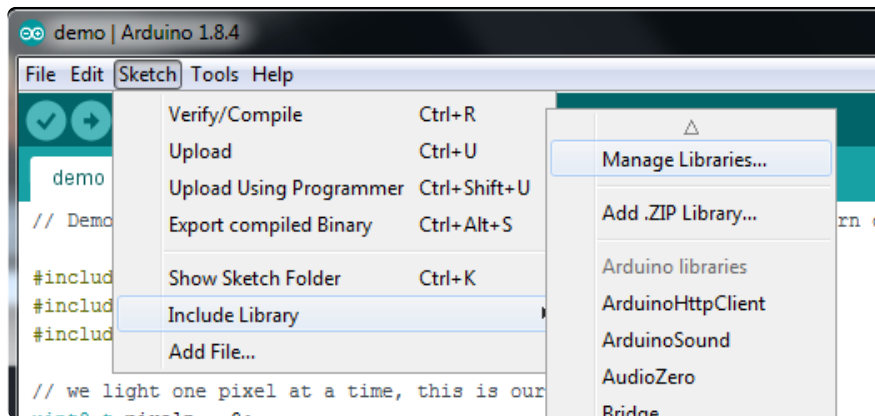 demo | Arduino 1.8.4
File Edit Sketch Tools Help
Verify/Compile Ctrl+R
Upload Ctrl+U
Upload Using Programmer Ctrl+Shift+U
Export compiled Binary Ctrl+Alt+S
Show Sketch Folder Ctrl+K
Include Library
Add File...
Manage Libraries...
Add .ZIP Library...
Arduino libraries
ArduinoHttpClient
ArduinoSound
AudioZero
Bridge
demo
// Demo
#includ
#includ
#includ
// we light one pixel at a time, this is our